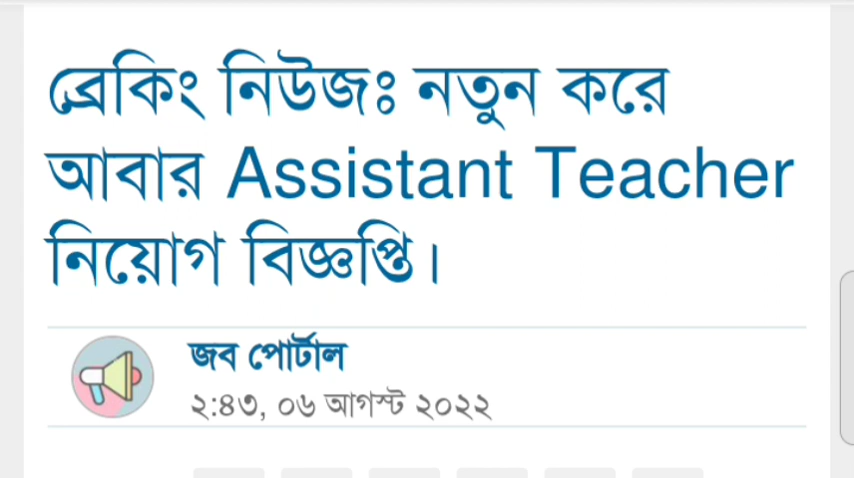 ব্রেকিং নিউজঃ নতুন করে
আবার Assistant Teacher
নিয়োগ বিজ্ঞপ্তি।
জব পোর্টাল
২:৪৩, ০৬ আগস্ট ২০২২